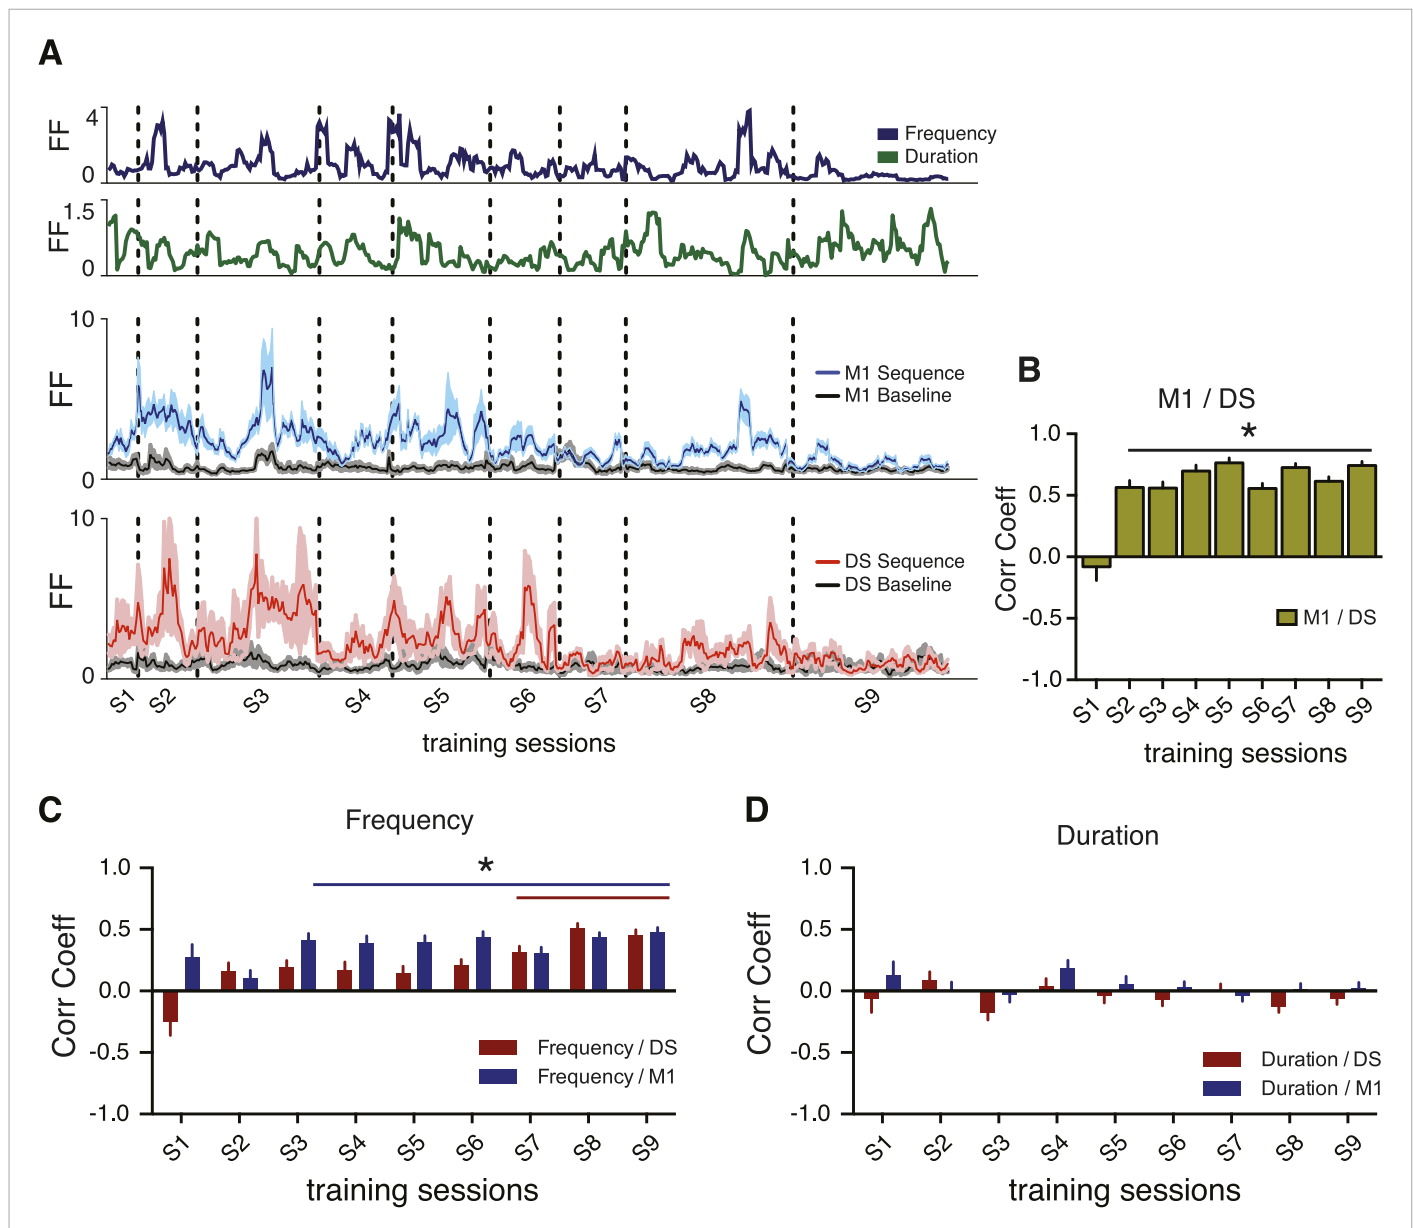 A
FF
4
0
Frequency
Duration
FF
1.5
0
FF
10
0
M1 Sequence
M1 Baseline
FF
10
0
DS Sequence
DS Baseline
S1 S2 S3 S4 S5 S6 S7 S8 S9
training sessions
B
M1 / DS
*
Corr Coeff
1.0
0.5
0.0
-0.5
-1.0
M1 / DS
S1 S2 S3 S4 S5 S6 S7 S8 S9
training sessions
C
Frequency
*
Corr Coeff
1.0
0.5
0.0
-0.5
-1.0
Frequency / DS
Frequency / M1
S1 S2 S3 S4 S5 S6 S7 S8 S9
training sessions
D
Duration
Corr Coeff
1.0
0.5
0.0
-0.5
-1.0
Duration / DS
Duration / M1
S1 S2 S3 S4 S5 S6 S7 S8 S9
training sessions